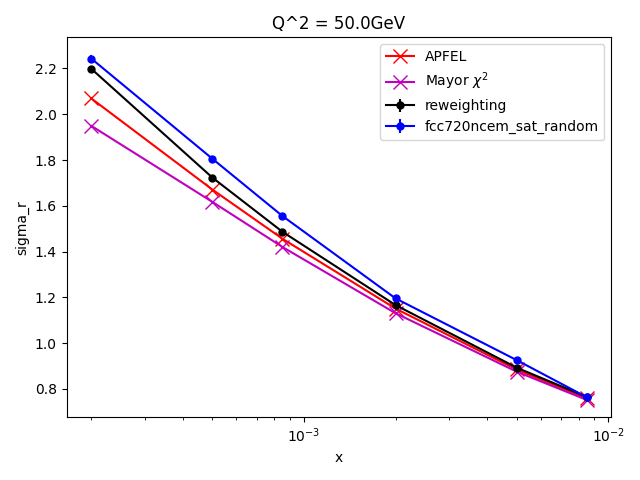 Q^2 = 50.0GeV
APFEL
Mayor χ²
reweighting
fcc720ncem_sat_random
sigma_r
2.2
2.0
1.8
1.6
1.4
1.2
1.0
0.8
10⁻³
10⁻²
x